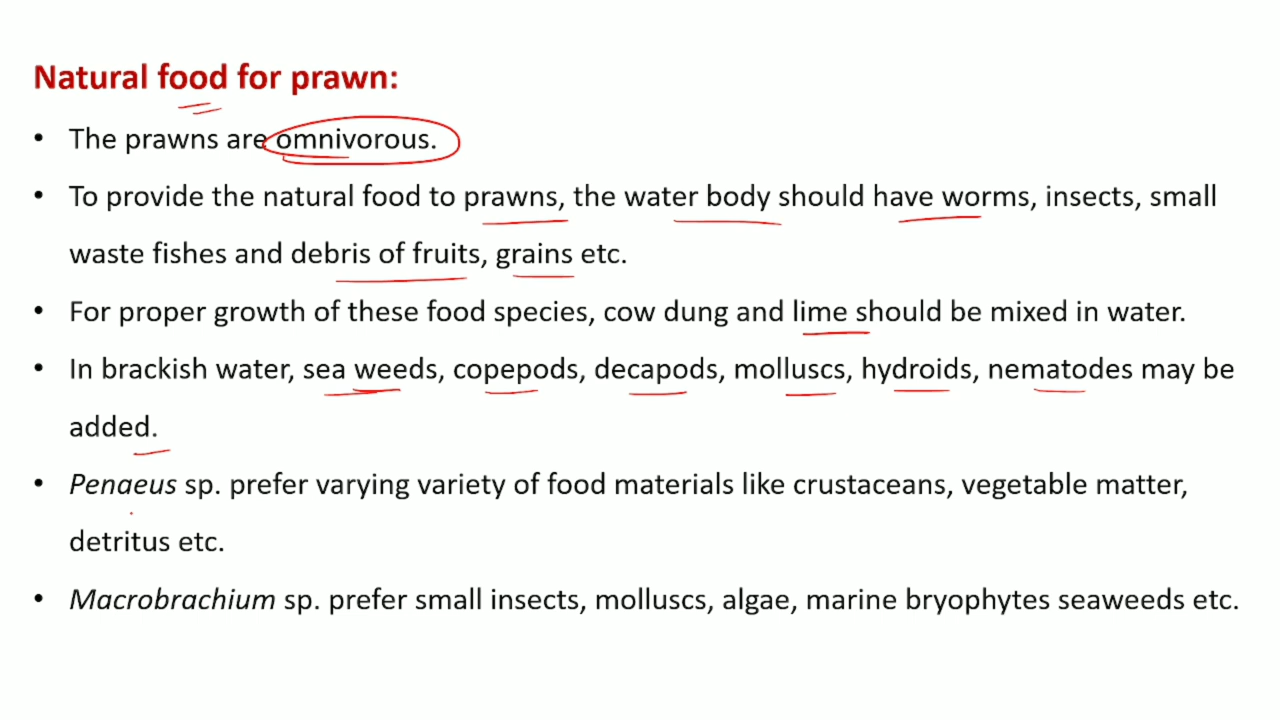 Natural food for prawn:
• The prawns are omnivorous.
• To provide the natural food to prawns, the water body should have worms, insects, small
waste fishes and debris of fruits, grains etc.
• For proper growth of these food species, cow dung and lime should be mixed in water.
• In brackish water, sea weeds, copepods, decapods, molluscs, hydroids, nematodes may be
added.
• Penaeus sp. prefer varying variety of food materials like crustaceans, vegetable matter,
detritus etc.
• Macrobrachium sp. prefer small insects, molluscs, algae, marine bryophytes seaweeds etc.